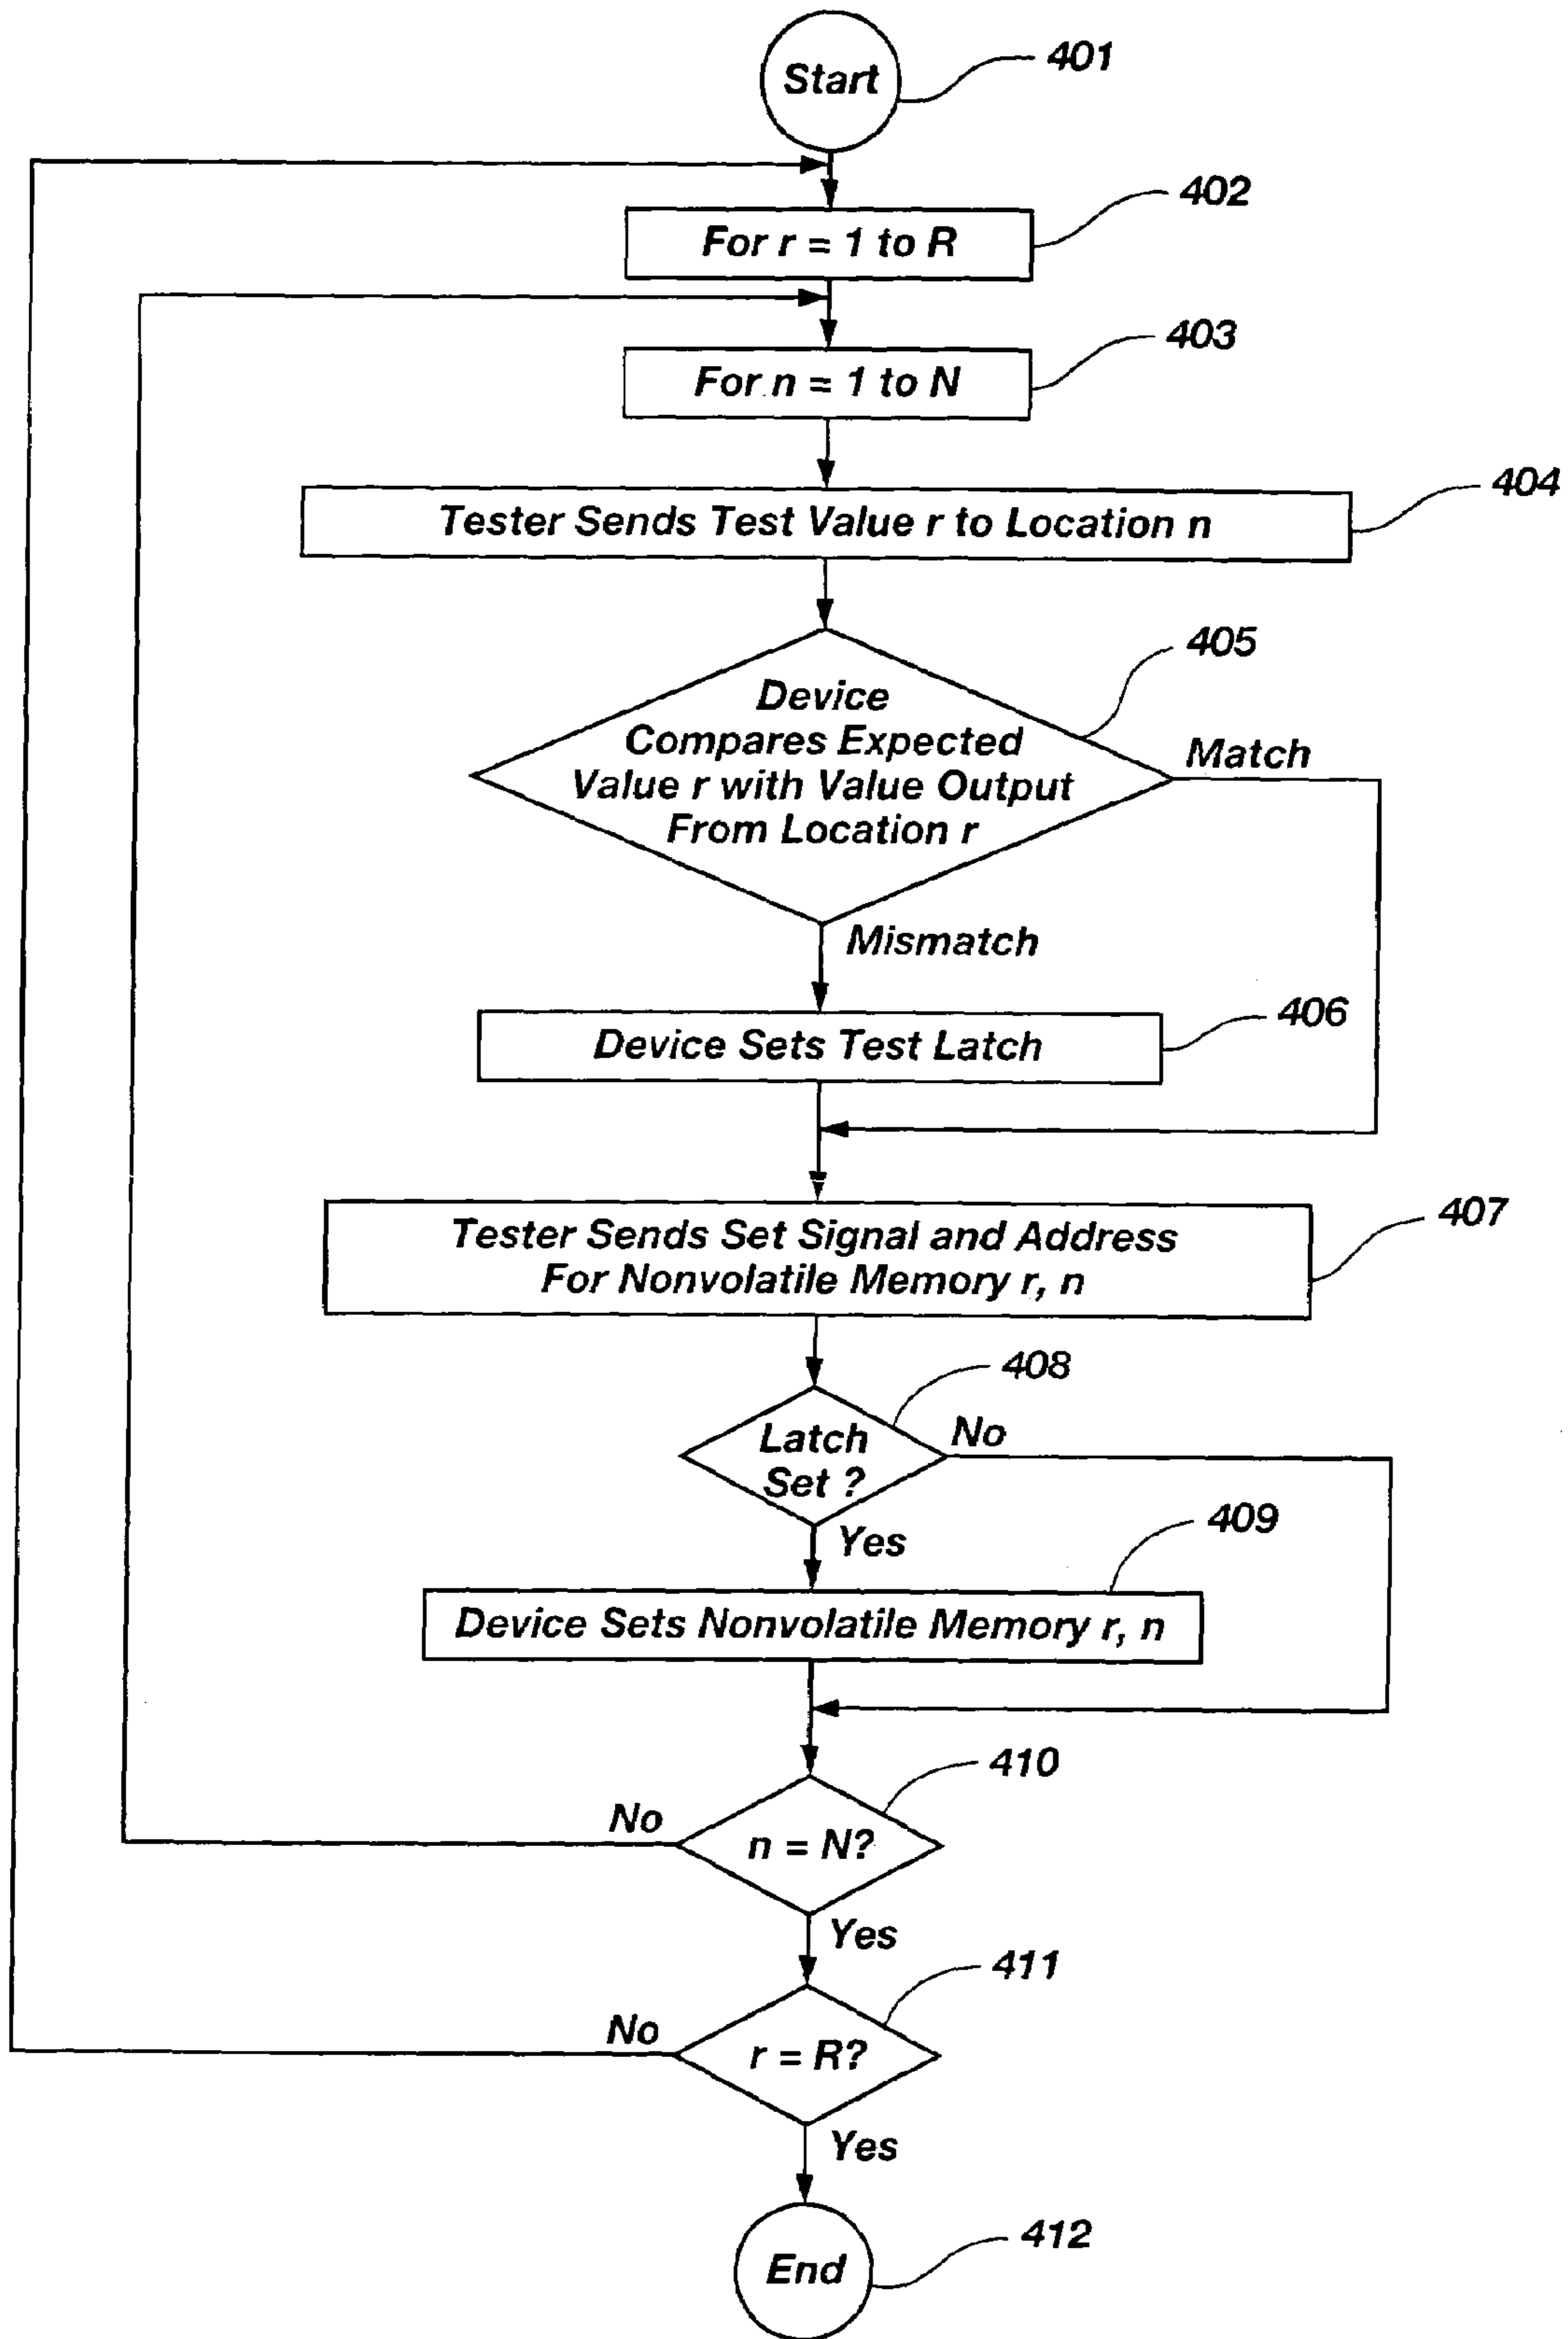 Start
401
402
For r = 1 to R
403
For n = 1 to N
404
Tester Sends Test Value r to Location n
405
Device
Compares Expected
Value r with Value Output
From Location r
Match
Mismatch
406
Device Sets Test Latch
407
Tester Sends Set Signal and Address
For Nonvolatile Memory r, n
408
Latch
Set ?
No
Yes
409
Device Sets Nonvolatile Memory r, n
410
No
n = N?
Yes
411
No
r = R?
Yes
412
End